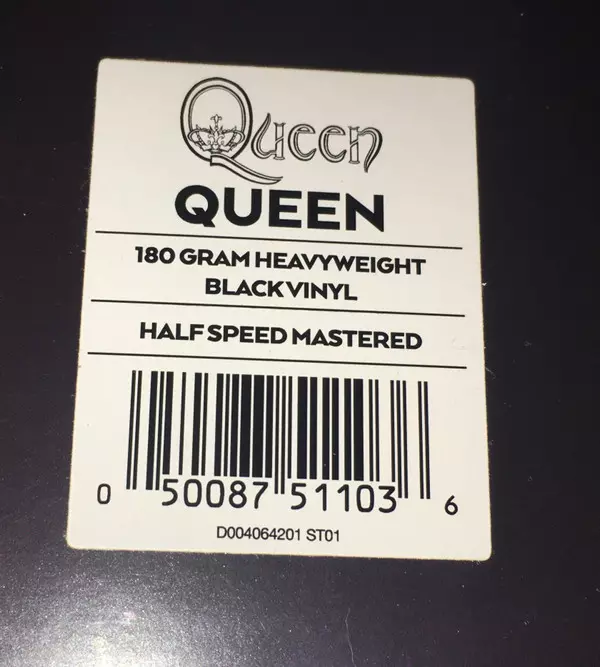 Queen
QUEEN
180 GRAM HEAVYWEIGHT
BLACK VINYL
HALF SPEED MASTERED
0 50087 51103 6
D004064201 ST01